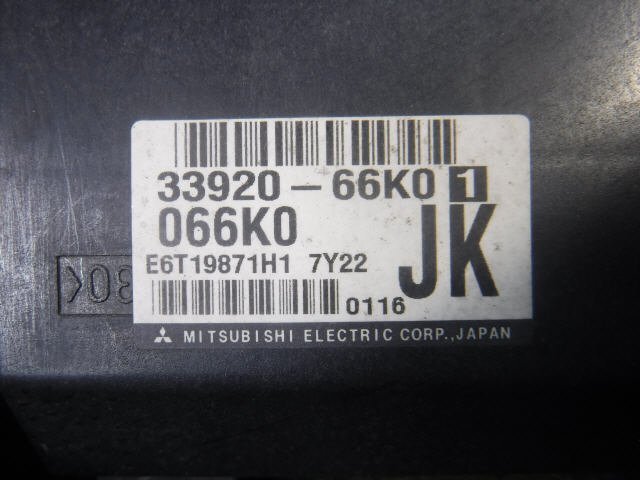 33920-66K0 1
066K0
JK
E6T19871H1 7Y22
0116
MITSUBISHI ELECTRIC CORP.,JAPAN